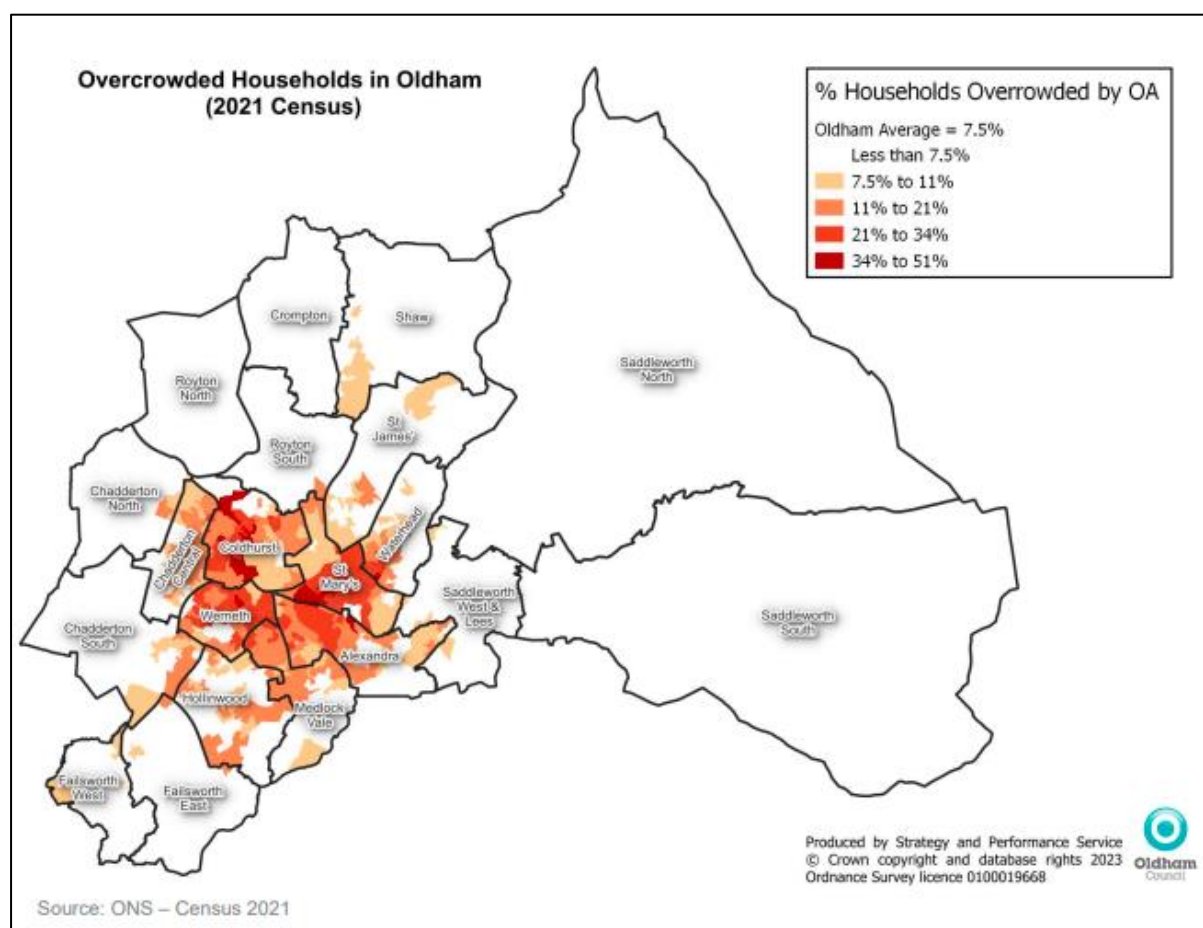 Overcrowded Households in Oldham
(2021 Census)
% Households Overrowded by OA
Oldham Average = 7.5%
Less than 7.5%
7.5% to 11%
11% to 21%
21% to 34%
34% to 51%
Crompton
Shaw
Saddleworth
North
Royton
North
St
James'
Royton
South
Chadderton
North
Waterhead
Coldhurst
Chadderton
Central
St
Mary's
Saddleworth
West &
Lees
Werneth
Saddleworth
South
Chadderton
South
Alexandra
Hollinwood
Medlock
Vale
Failsworth
West
Failsworth
East
Produced by Strategy and Performance Service
© Crown copyright and database rights 2023
Ordnance Survey licence 0100019668
Oldham
Council
Source: ONS – Census 2021